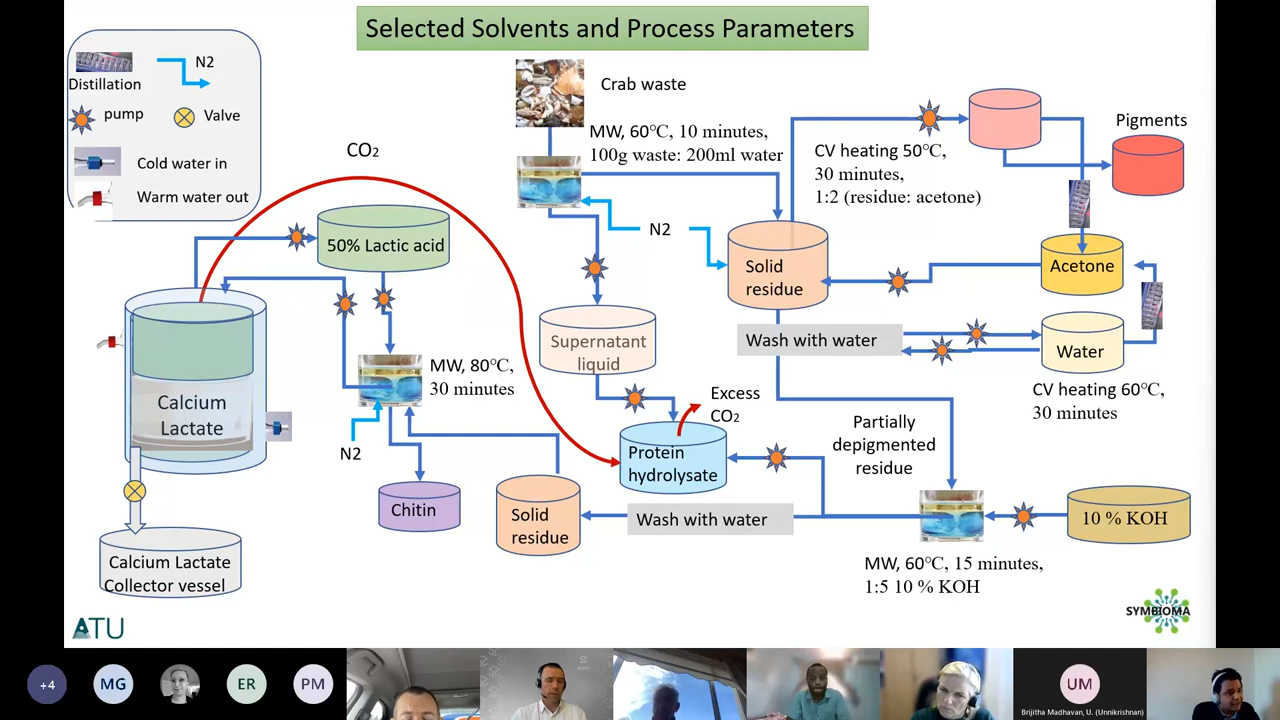 Selected Solvents and Process Parameters
N2
Distillation
pump
Valve
Cold water in
Warm water out
CO₂
Crab waste
MW, 60℃, 10 minutes,
100g waste: 200ml water
CV heating 50℃,
30 minutes,
1:2 (residue: acetone)
Pigments
50% Lactic acid
N2
Solid
residue
Acetone
Supernatant
liquid
Wash with water
Water
MW, 80℃,
30 minutes
CV heating 60℃,
30 minutes
Calcium
Lactate
Excess
CO₂
Partially
depigmented
residue
N2
Protein
hydrolysate
Chitin
Solid
residue
Wash with water
10 % KOH
Calcium Lactate
Collector vessel
MW, 60℃, 15 minutes,
1:5 10 % KOH
ATU
SYMBIOMA
+4
MG
ER
PM
UM
Brijitha Madhavan, U. (Unnikrishnan)